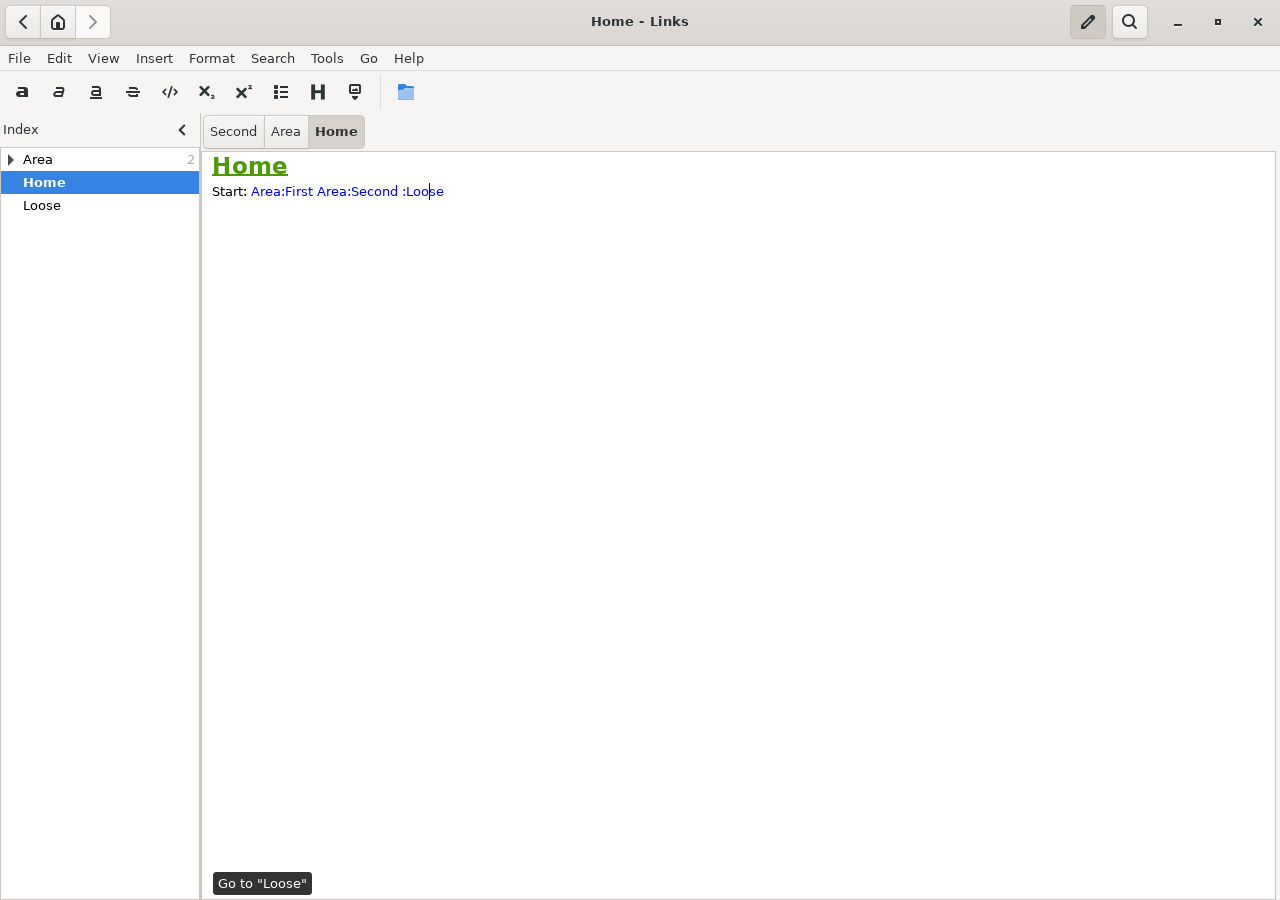 Home - Links
File Edit View Insert Format Search Tools Go Help
Index
Second Area Home
Area 2
Home
Loose
Home
Start: Area:First Area:Second :Loose
Go to "Loose"